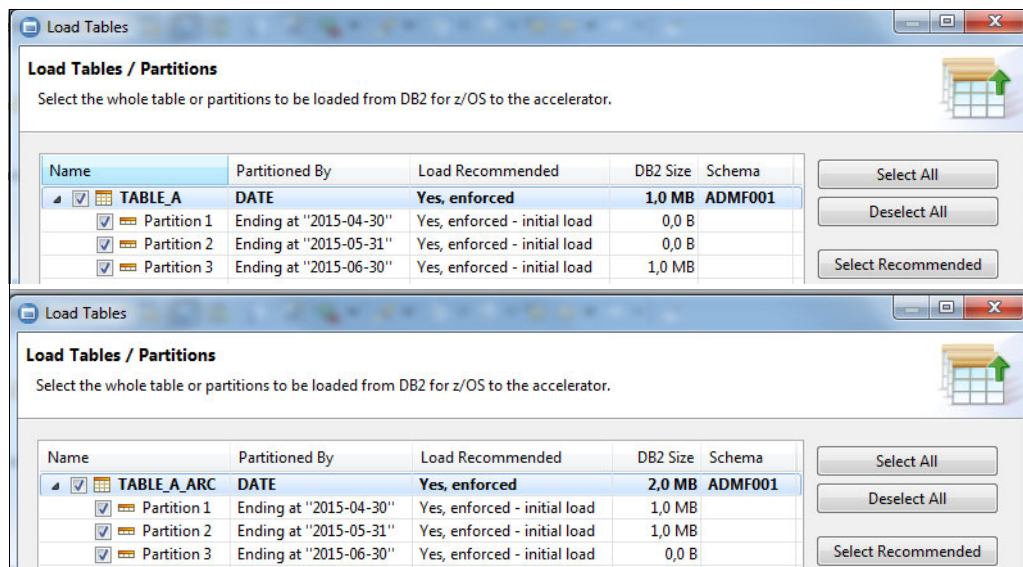 Load Tables
Load Tables / Partitions
Select the whole table or partitions to be loaded from DB2 for z/OS to the accelerator.
Name Partitioned By Load Recommended DB2 Size Schema
TABLE_A DATE Yes, enforced 1,0 MB ADMF001
Partition 1 Ending at "2015-04-30" Yes, enforced - initial load 0,0 B
Partition 2 Ending at "2015-05-31" Yes, enforced - initial load 0,0 B
Partition 3 Ending at "2015-06-30" Yes, enforced - initial load 1,0 MB
Select All
Deselect All
Select Recommended
Load Tables
Load Tables / Partitions
Select the whole table or partitions to be loaded from DB2 for z/OS to the accelerator.
Name Partitioned By Load Recommended DB2 Size Schema
TABLE_A_ARC DATE Yes, enforced 2,0 MB ADMF001
Partition 1 Ending at "2015-04-30" Yes, enforced - initial load 1,0 MB
Partition 2 Ending at "2015-05-31" Yes, enforced - initial load 1,0 MB
Partition 3 Ending at "2015-06-30" Yes, enforced - initial load 0,0 B
Select All
Deselect All
Select Recommended